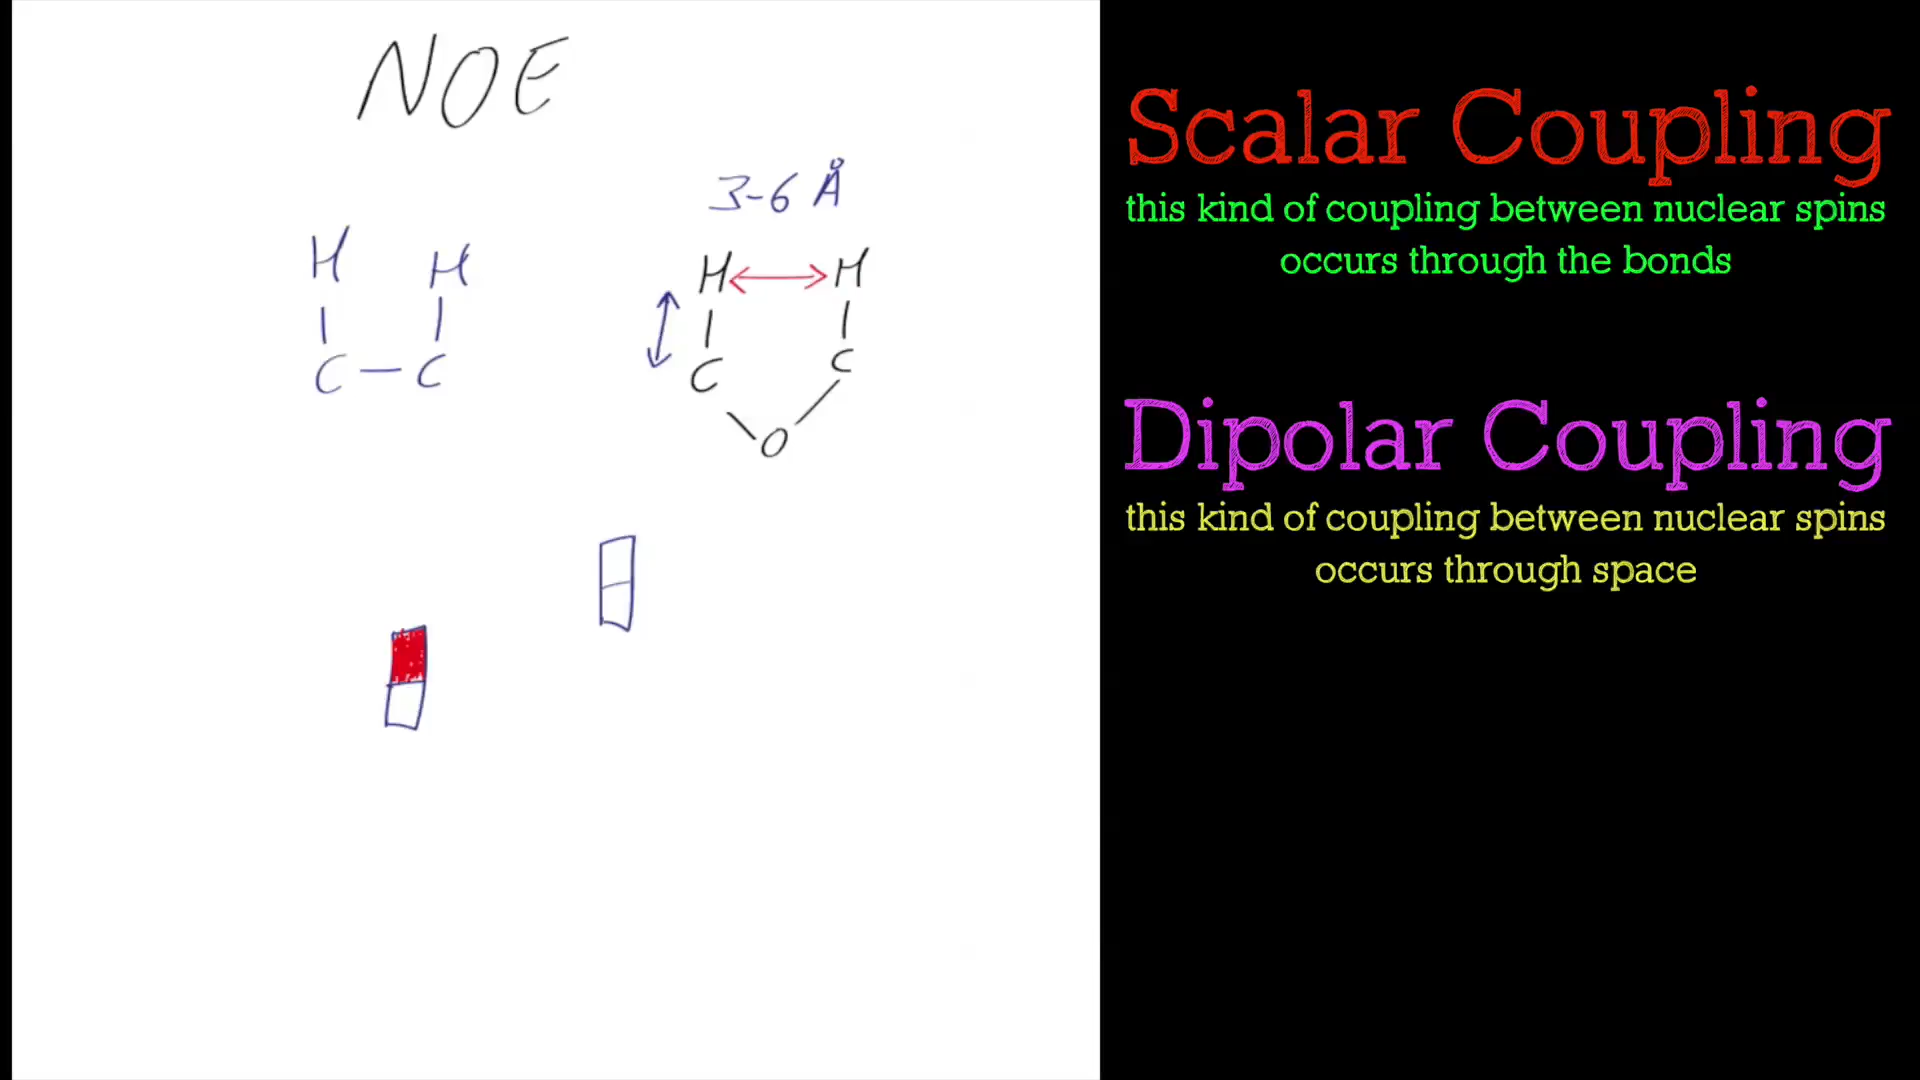 NOE
3-6 Å
H H
C - C
H H
C C
O
Scalar Coupling
this kind of coupling between nuclear spins
occurs through the bonds
Dipolar Coupling
this kind of coupling between nuclear spins
occurs through space